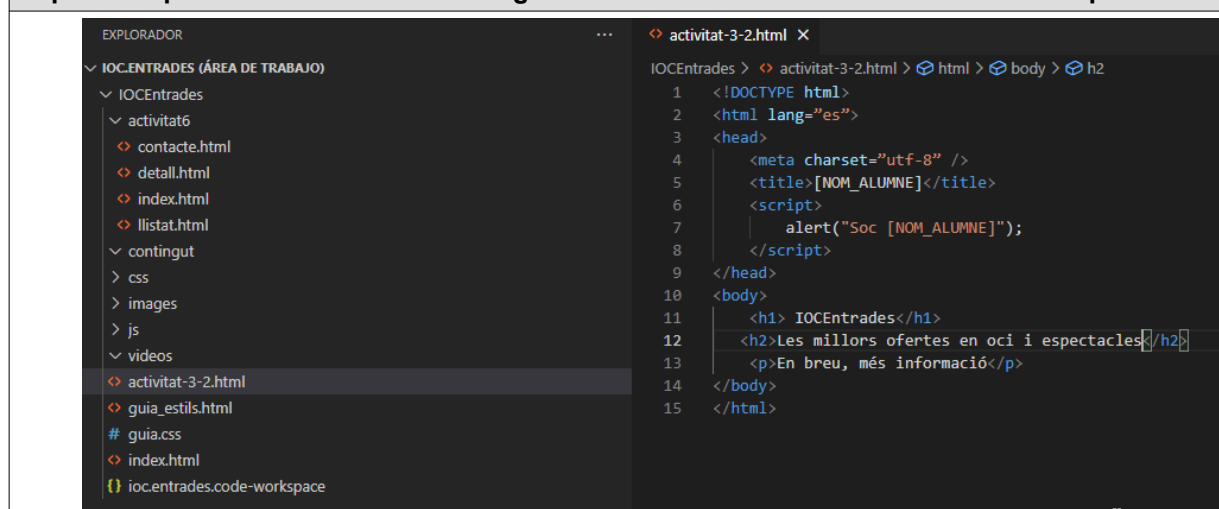 EXPLORADOR
···
activitat-3-2.html ×
IOC.ENTRADES (ÁREA DE TRABAJO)
IOCEntrades
activitat6
contacte.html
detall.html
index.html
llistat.html
contingut
css
images
js
videos
activitat-3-2.html
guia_estils.html
# guia.css
index.html
{} ioc.entrades.code-workspace
IOCEntrades > activitat-3-2.html > html > body > h2
1 <!DOCTYPE html>
2 <html lang=”es”>
3 <head>
4 <meta charset=”utf-8” />
5 <title>[NOM_ALUMNE]</title>
6 <script>
7 alert("Soc [NOM_ALUMNE]");
8 </script>
9 </head>
10 <body>
11 <h1> IOCEntrades</h1>
12 <h2>Les millors ofertes en oci i espectacles</h2>
13 <p>En breu, més informació</p>
14 </body>
15 </html>